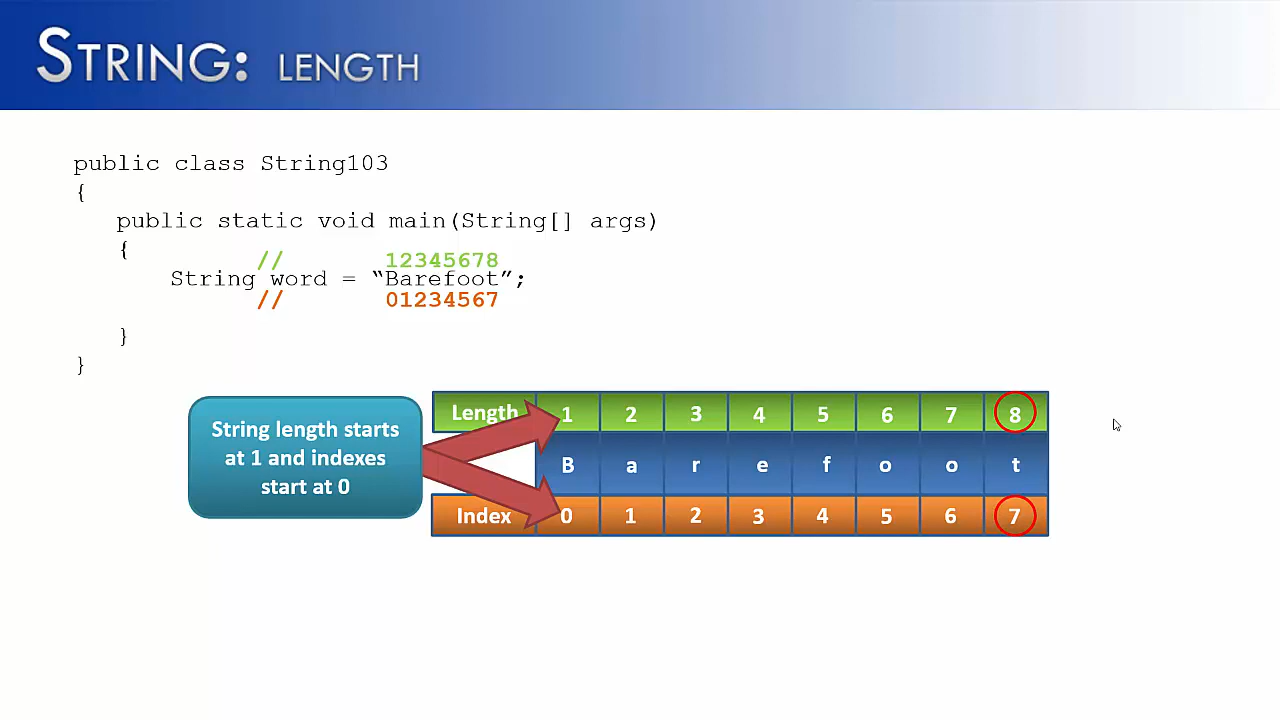 STRING: LENGTH
public class String103
{
public static void main(String[] args)
{
// 12345678
String word = “Barefoot”;
// 01234567
}
}
String length starts
at 1 and indexes
start at 0
Length 1 2 3 4 5 6 7 8
B a r e f o o t
Index 0 1 2 3 4 5 6 7